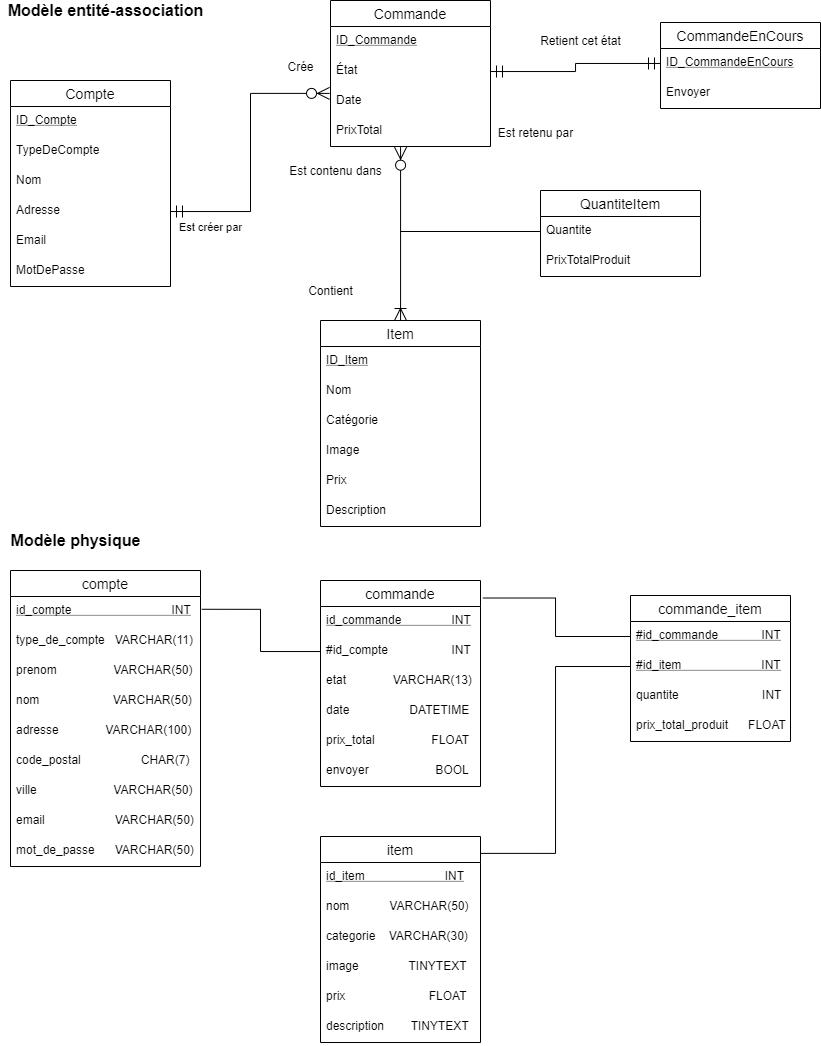 Modèle entité-association
Commande
ID_Commande
État
Date
PrixTotal
Retient cet état
CommandeEnCours
ID_CommandeEnCours
Envoyer
Crée
Est retenu par
Compte
ID_Compte
TypeDeCompte
Nom
Adresse
Email
MotDePasse
Est créer par
Est contenu dans
QuantiteItem
Quantite
PrixTotalProduit
Contient
Item
ID_Item
Nom
Catégorie
Image
Prix
Description
Modèle physique
compte
id_compte INT
type_de_compte VARCHAR(11)
prenom VARCHAR(50)
nom VARCHAR(50)
adresse VARCHAR(100)
code_postal CHAR(7)
ville VARCHAR(50)
email VARCHAR(50)
mot_de_passe VARCHAR(50)
commande
id_commande INT
#id_compte INT
etat VARCHAR(13)
date DATETIME
prix_total FLOAT
envoyer BOOL
commande_item
#id_commande INT
#id_item INT
quantite INT
prix_total_produit FLOAT
item
id_item INT
nom VARCHAR(50)
categorie VARCHAR(30)
image TINYTEXT
prix FLOAT
description TINYTEXT